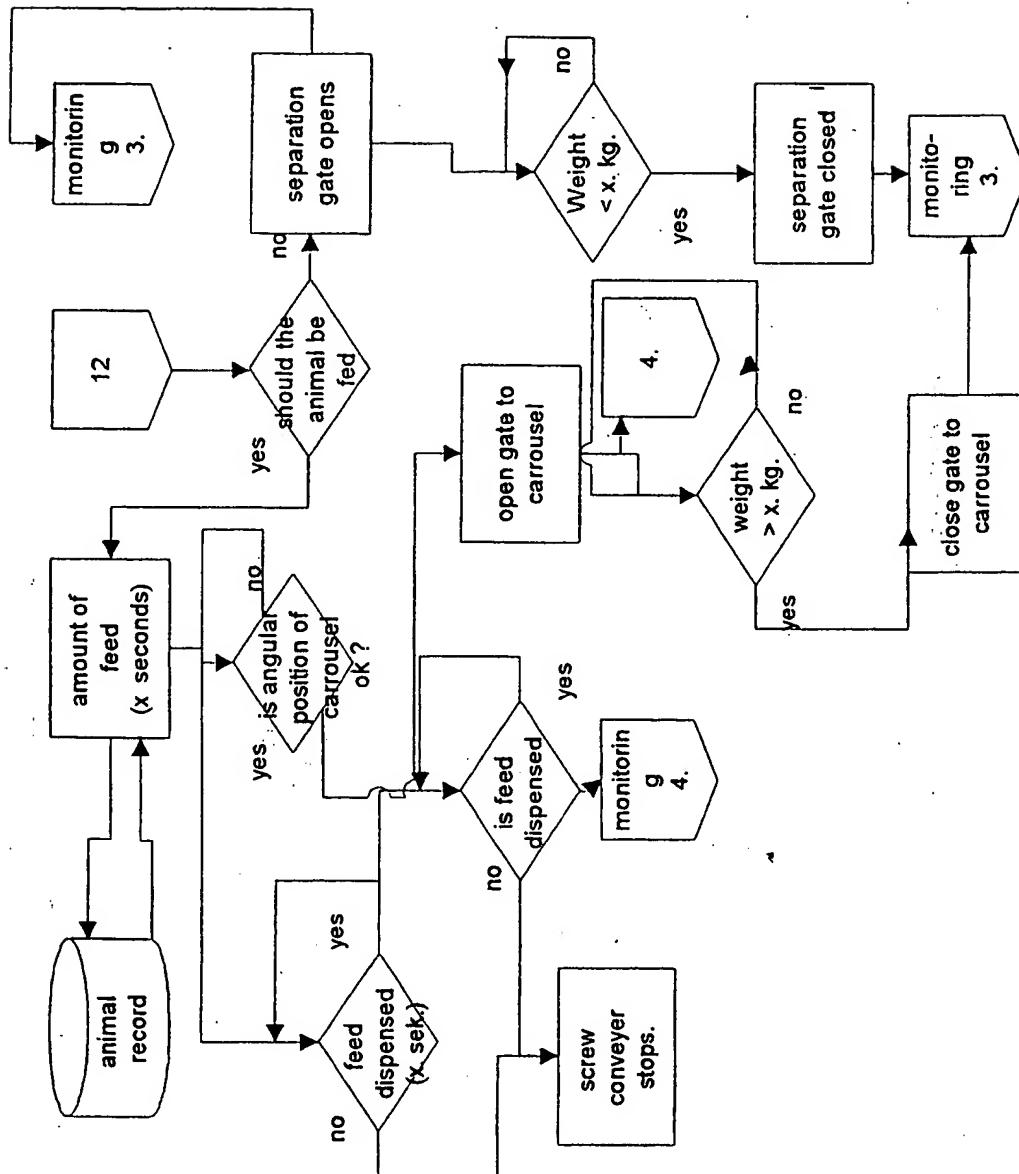 monitorin
g
3.
separation
gate opens
no
Weight
< x. kg.
yes
separation
gate closed
monito-
ring
3.
12
should the
animal be
fed
no
yes
open gate to
carrousel
4.
weight
> x. kg.
no
yes
close gate to
carrousel
amount of
feed
(x seconds)
is angular
position of
carrousel
ok ?
no
yes
is feed
dispensed
yes
no
monitorin
g
4.
animal
record
feed
dispensed
(x. sek.)
yes
no
screw
conveyer
stops.